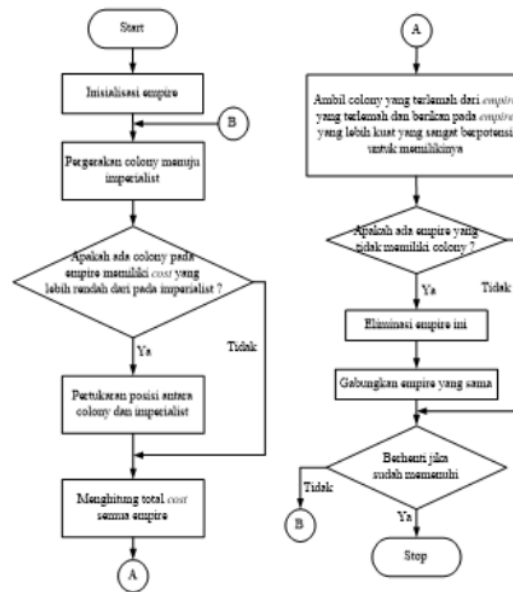 Start
Inisialisasi empire
B
Pergerakan colony menuju
imperialist
Apakah ada colony pada
empire memiliki cost yang
lebih rendah dari pada imperialist ?
Ya
Tidak
Pertukaran posisi antara
colony dan imperialist
Menghitung total cost
semua empire
A
A
Ambil colony yang terlemah dari empire
yang terlemah dan berikan pada empire
yang lebih kuat yang sangat berpotensi
untuk memilikinya
Apakah ada empire yang
tidak memiliki colony ?
Ya
Tidak
Eliminasi empire ini
Gabungkan empire yang sama
Berhenti jika
sudah memenuhi
Tidak
B
Ya
Stop